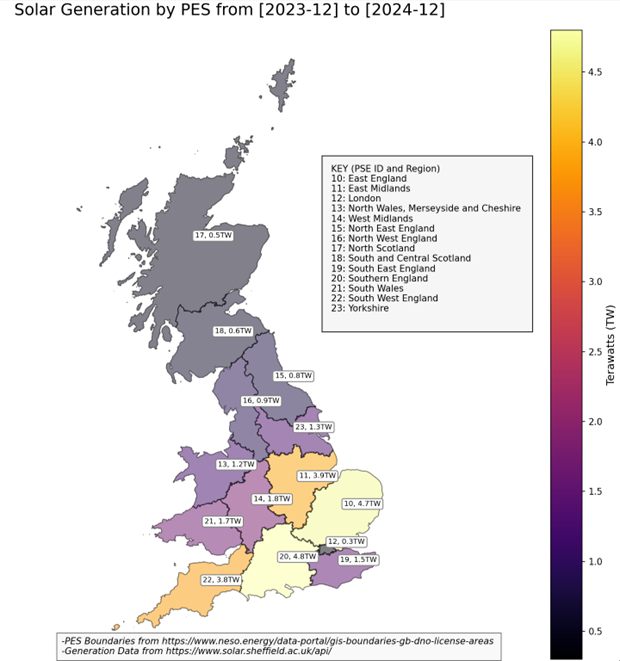 Solar Generation by PES from [2023-12] to [2024-12]
KEY (PSE ID and Region)
10: East England
11: East Midlands
12: London
13: North Wales, Merseyside and Cheshire
14: West Midlands
15: North East England
16: North West England
17: North Scotland
18: South and Central Scotland
19: South East England
20: Southern England
21: South Wales
22: South West England
23: Yorkshire
17, 0.5TW
18, 0.6TW
15, 0.8TW
16, 0.9TW
23, 1.3TW
13, 1.2TW
11, 3.9TW
14, 1.8TW
10, 4.7TW
21, 1.7TW
12, 0.3TW
20, 4.8TW
19, 1.5TW
22, 3.8TW
4.5
4.0
3.5
3.0
2.5
2.0
1.5
1.0
0.5
Terawatts (TW)
-PES Boundaries from https://www.neso.energy/data-portal/gis-boundaries-gb-dno-license-areas
-Generation Data from https://www.solar.sheffield.ac.uk/api/